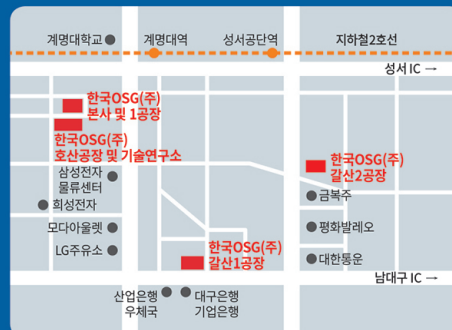 계명대학교
계명대역
성서공단역
지하철2호선
성서 IC →
한국OSG(주)
본사 및 1공장
한국OSG(주)
호산공장 및 기술연구소
한국OSG(주)
갈산2공장
삼성전자
물류센터
희성전자
금복주
모다아울렛
평화발레오
LG주유소
한국OSG(주)
갈산1공장
대한통운
남대구 IC →
산업은행
우체국
대구은행
기업은행